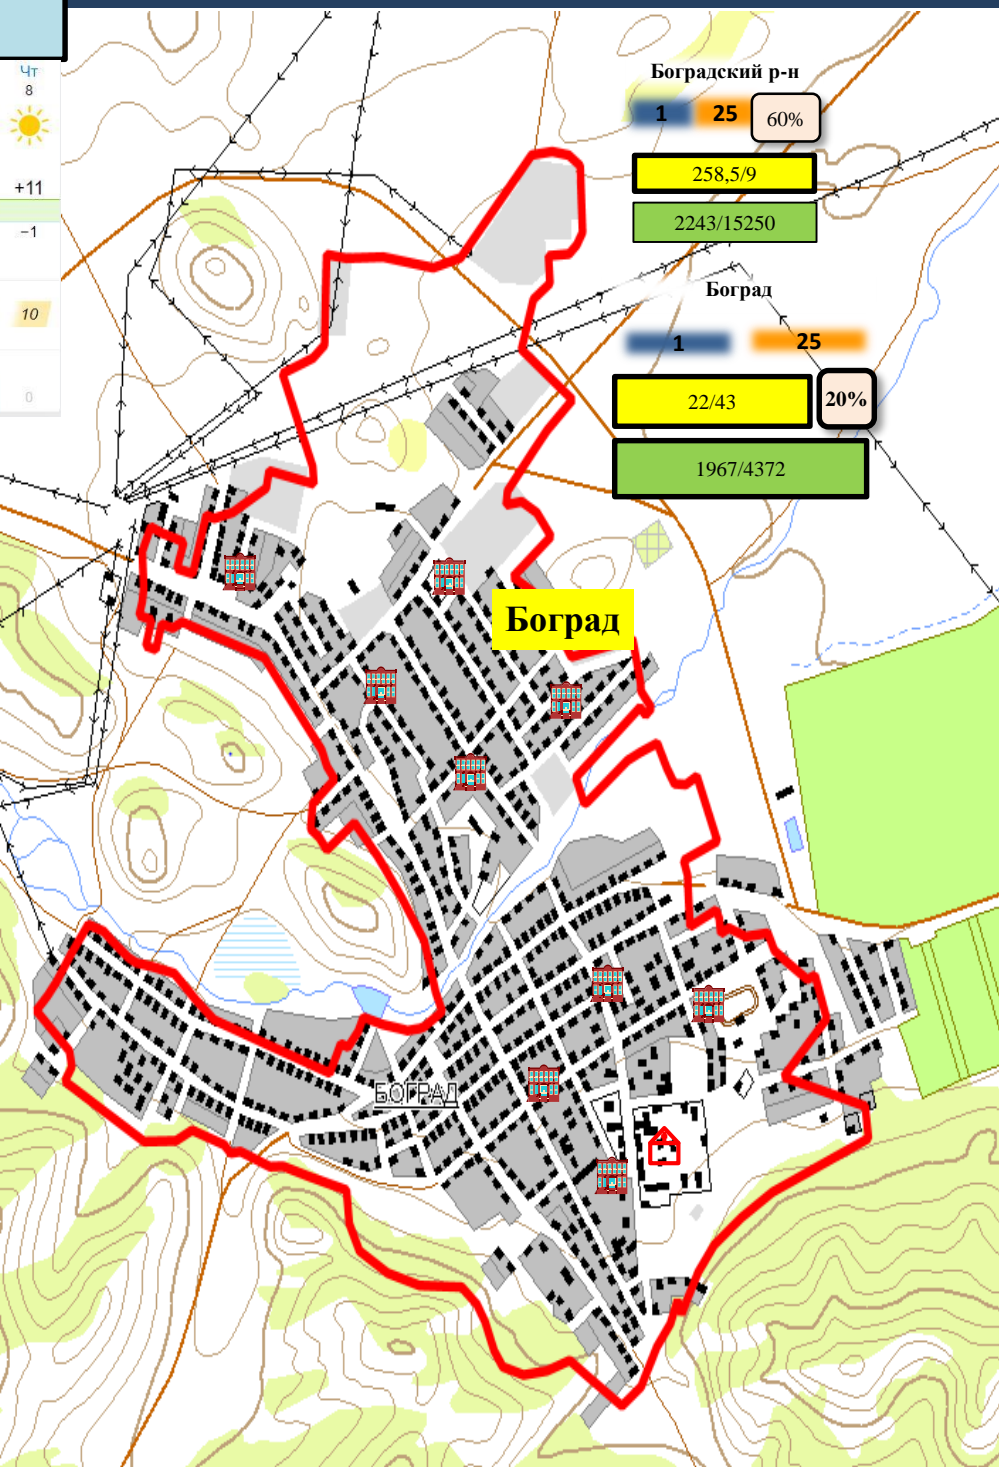 Чт
8
+11
−1
10
0
Боградский р-н
1 25 60%
258,5/9
2243/15250
Боград
1 25
22/43 20%
1967/4372
Боград
БОГРАД